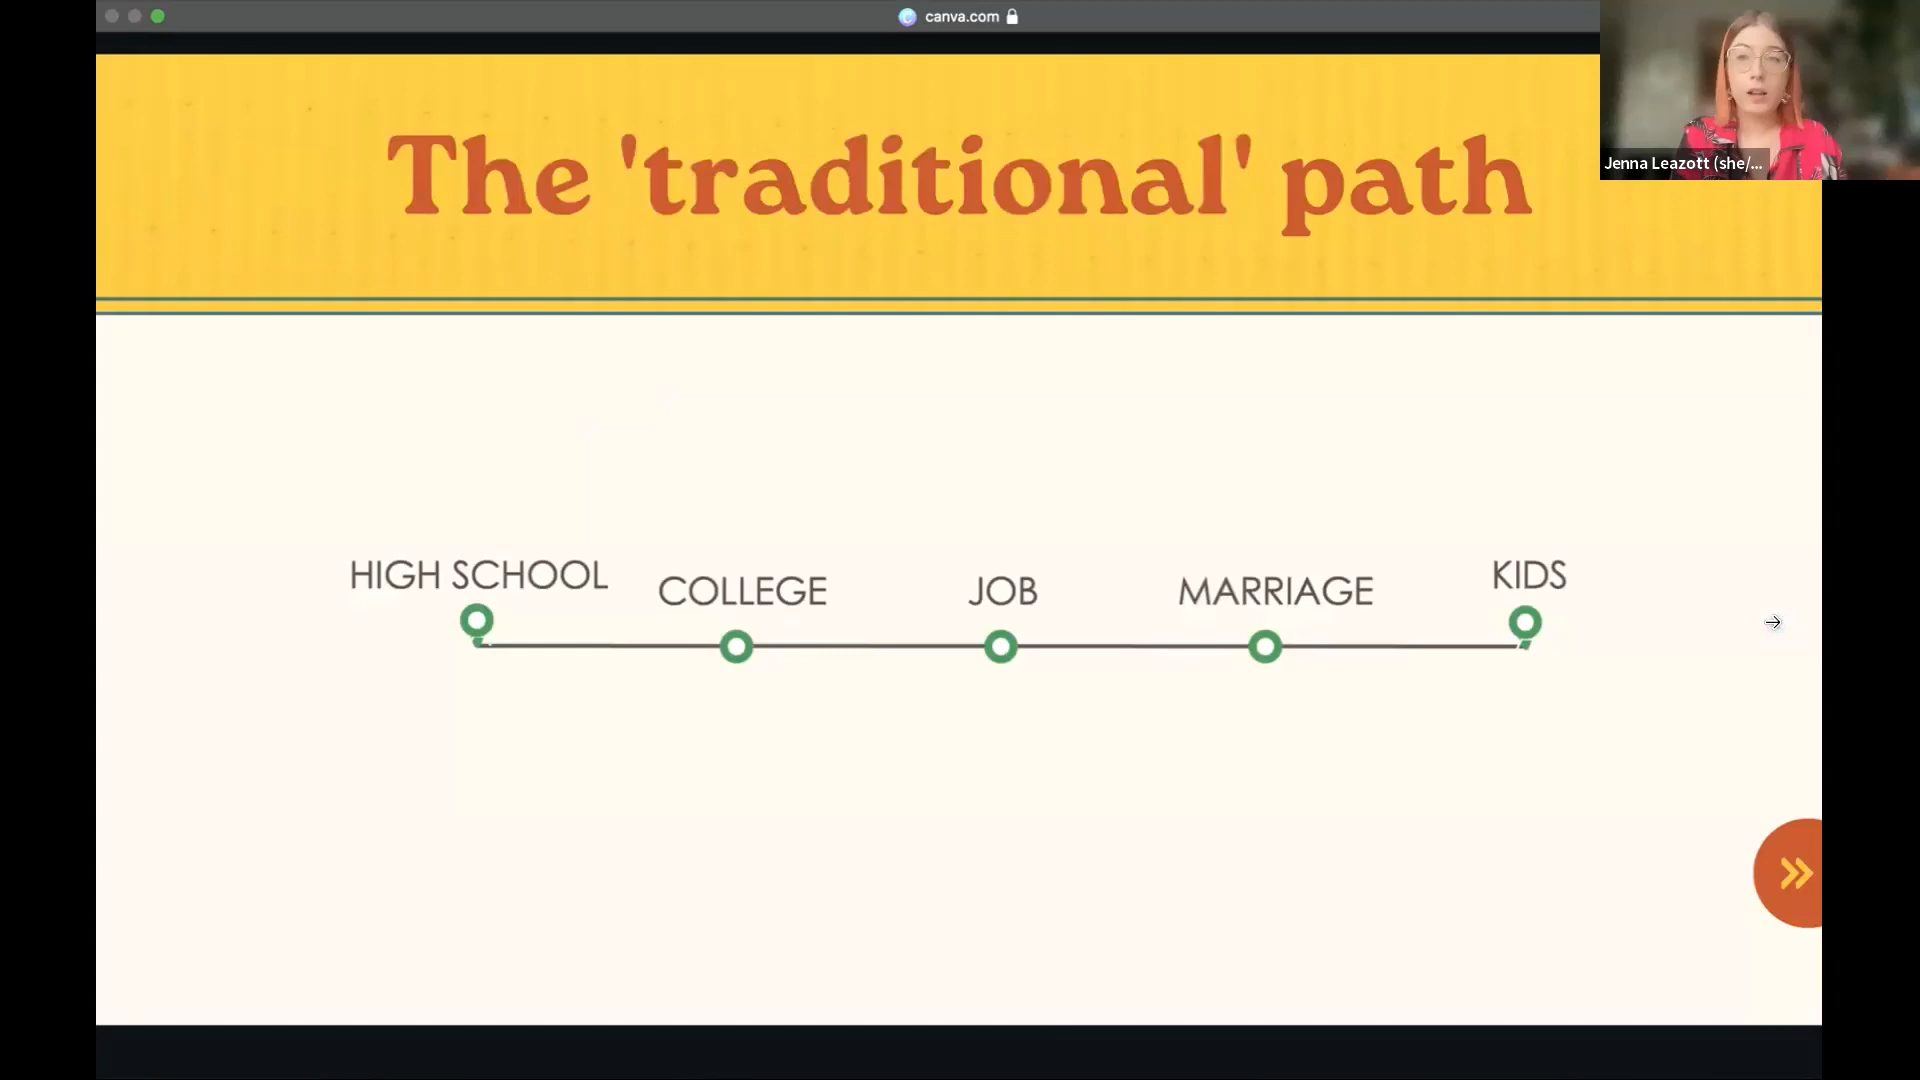 canva.com
The 'traditional' path
Jenna Leazott (she/...
HIGH SCHOOL
COLLEGE
JOB
MARRIAGE
KIDS